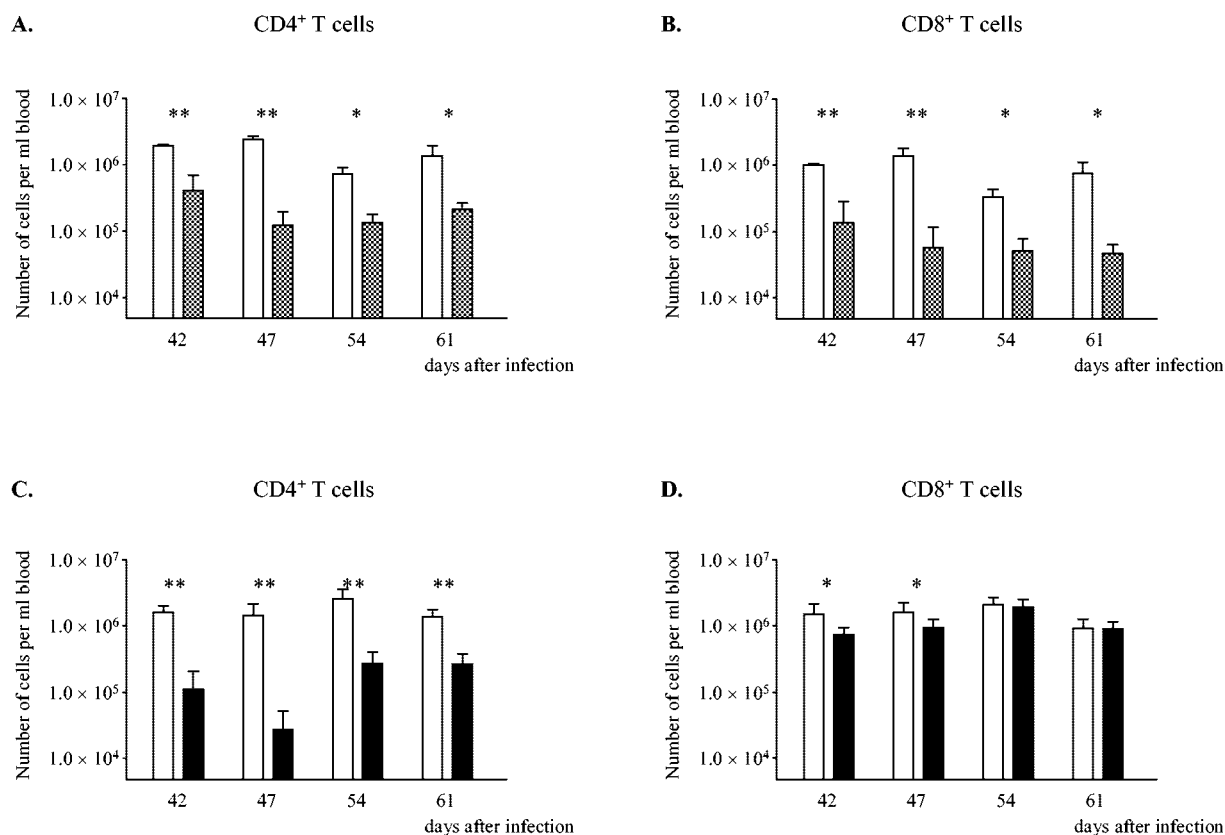 A.
CD4⁺ T cells
Number of cells per ml blood
1.0 × 10⁷
1.0 × 10⁶
1.0 × 10⁵
1.0 × 10⁴
** ** * *
42 47 54 61
days after infection
B.
CD8⁺ T cells
Number of cells per ml blood
1.0 × 10⁷
1.0 × 10⁶
1.0 × 10⁵
1.0 × 10⁴
** ** * *
42 47 54 61
days after infection
C.
CD4⁺ T cells
Number of cells per ml blood
1.0 × 10⁷
1.0 × 10⁶
1.0 × 10⁵
1.0 × 10⁴
** ** ** **
42 47 54 61
days after infection
D.
CD8⁺ T cells
Number of cells per ml blood
1.0 × 10⁷
1.0 × 10⁶
1.0 × 10⁵
1.0 × 10⁴
* *
42 47 54 61
days after infection